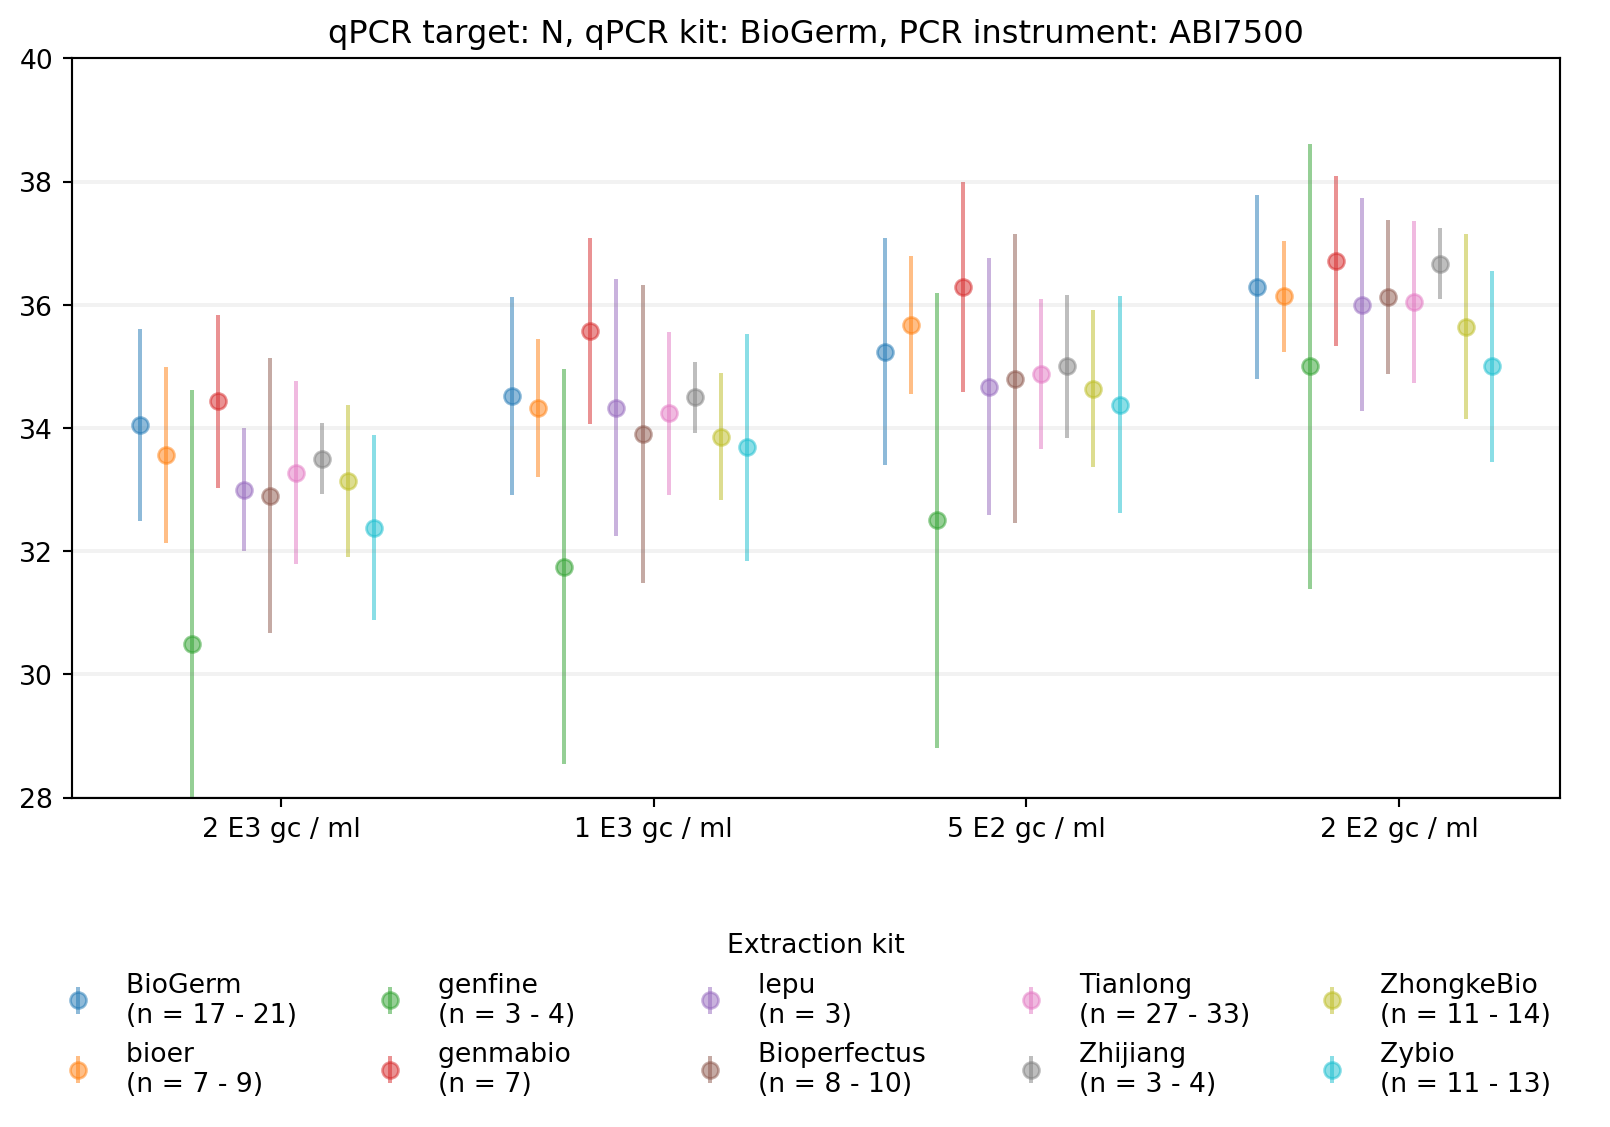 qPCR target: N, qPCR kit: BioGerm, PCR instrument: ABI7500
40
38
36
34
32
30
28
2 E3 gc / ml
1 E3 gc / ml
5 E2 gc / ml
2 E2 gc / ml
Extraction kit
BioGerm
(n = 17 - 21)
bioer
(n = 7 - 9)
genfine
(n = 3 - 4)
genmabio
(n = 7)
lepu
(n = 3)
Bioperfectus
(n = 8 - 10)
Tianlong
(n = 27 - 33)
Zhijiang
(n = 3 - 4)
ZhongkeBio
(n = 11 - 14)
Zybio
(n = 11 - 13)